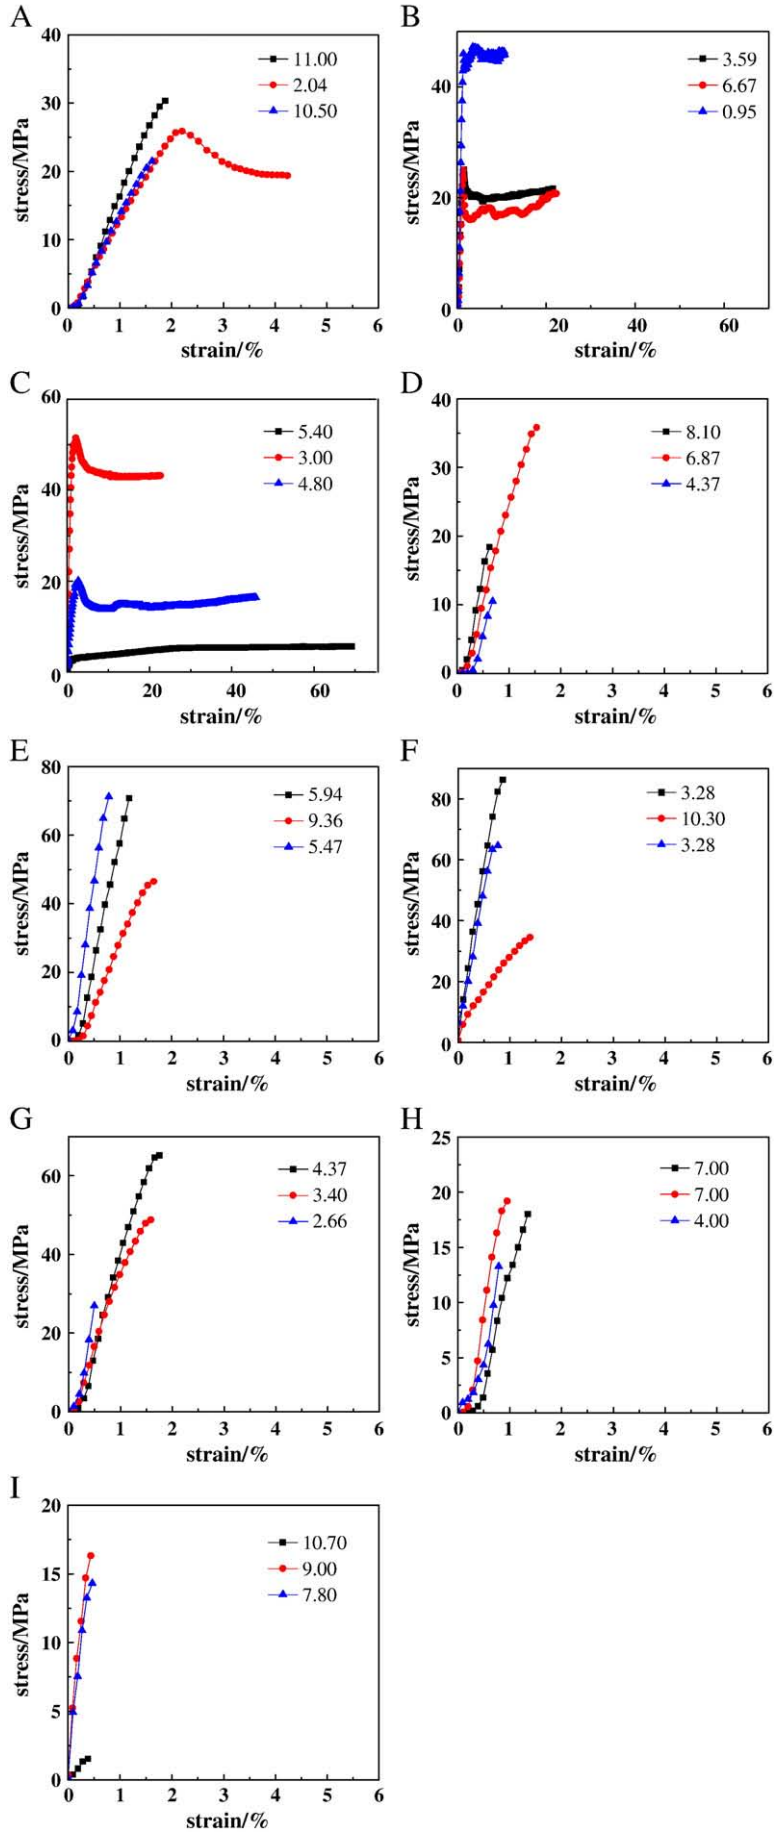 A
stress/MPa
40
30
20
10
0
0 1 2 3 4 5 6
strain/%
11.00
2.04
10.50
B
stress/MPa
40
20
0
0 20 40 60
strain/%
3.59
6.67
0.95
C
stress/MPa
60
40
20
0
0 20 40 60
strain/%
5.40
3.00
4.80
D
stress/MPa
40
30
20
10
0
0 1 2 3 4 5 6
strain/%
8.10
6.87
4.37
E
stress/MPa
80
60
40
20
0
0 1 2 3 4 5 6
strain/%
5.94
9.36
5.47
F
stress/MPa
80
60
40
20
0
0 1 2 3 4 5 6
strain/%
3.28
10.30
3.28
G
stress/MPa
60
40
20
0
0 1 2 3 4 5 6
strain/%
4.37
3.40
2.66
H
stress/MPa
25
20
15
10
5
0
0 1 2 3 4 5 6
strain/%
7.00
7.00
4.00
I
stress/MPa
20
15
10
5
0
0 1 2 3 4 5 6
strain/%
10.70
9.00
7.80